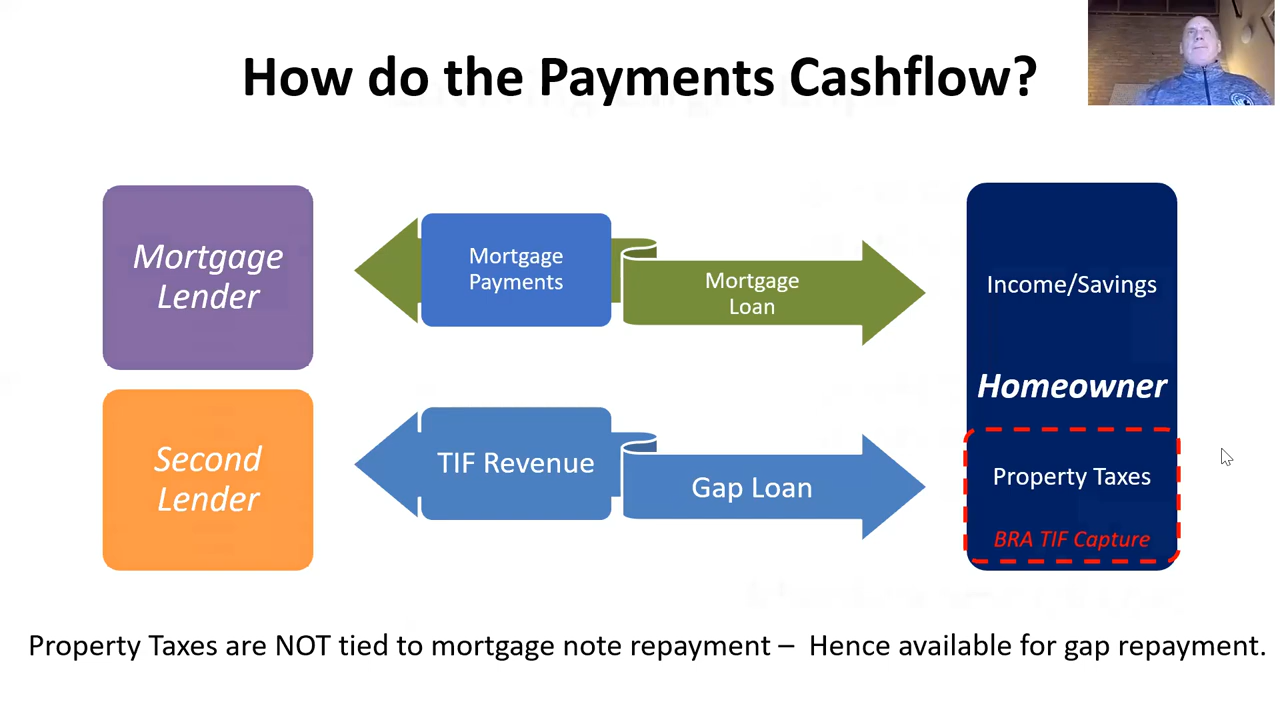 How do the Payments Cashflow?
Mortgage
Lender
Mortgage
Payments
Mortgage
Loan
Income/Savings
Homeowner
Second
Lender
TIF Revenue
Gap Loan
Property Taxes
BRA TIF Capture
Property Taxes are NOT tied to mortgage note repayment – Hence available for gap repayment.